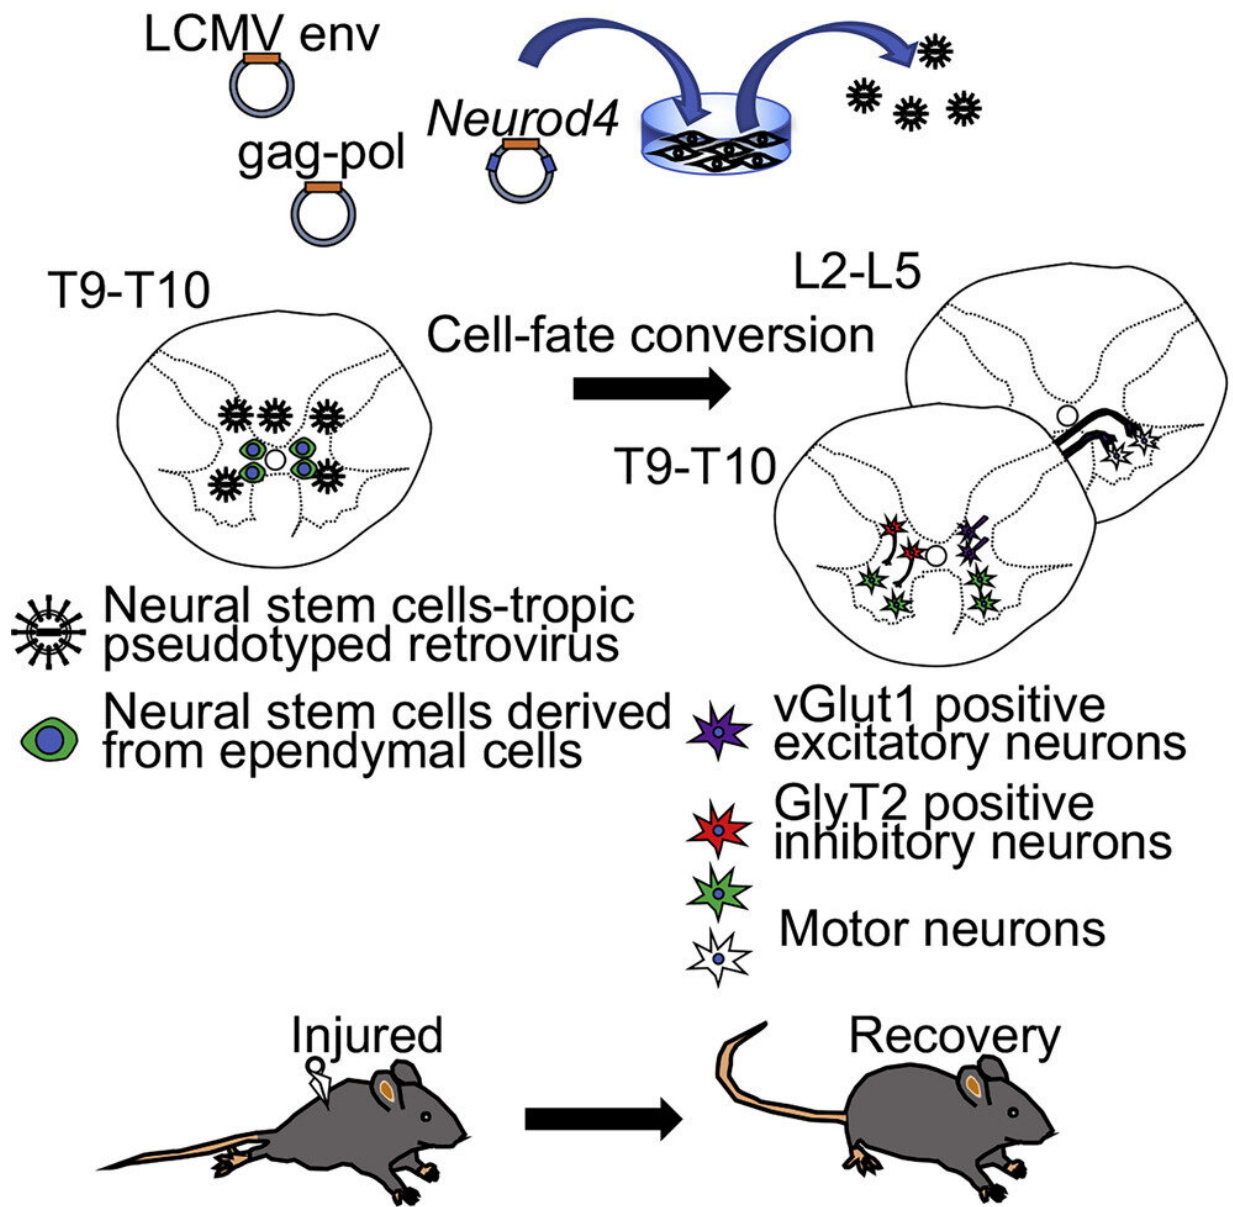 LCMV env
gag-pol
Neurod4
T9-T10
Cell-fate conversion
L2-L5
T9-T10
Neural stem cells-tropic
pseudotyped retrovirus
Neural stem cells derived
from ependymal cells
vGlut1 positive
excitatory neurons
GlyT2 positive
inhibitory neurons
Motor neurons
Injured
Recovery